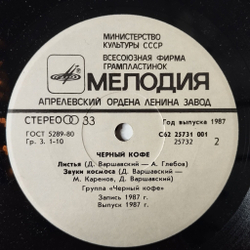 МИНИСТЕРСТВО
КУЛЬТУРЫ СССР
ВСЕСОЮЗНАЯ ФИРМА
ГРАМПЛАСТИНОК
МЕЛОДИЯ
АПРЕЛЕВСКИЙ ОРДЕНА ЛЕНИНА ЗАВОД
СТЕРЕО 33
Год выпуска 1987
ГОСТ 5289-80
С62 25731 001
Гр. 3. 1-10
25732 2
ЧЕРНЫЙ КОФЕ
Листья (Д. Варшавский — А. Глебов)
Звуки космоса (Д. Варшавский —
М. Каренов, Д. Варшавский)
Группа «Черный кофе»
Запись 1987 г.
Выпуск 1987 г.